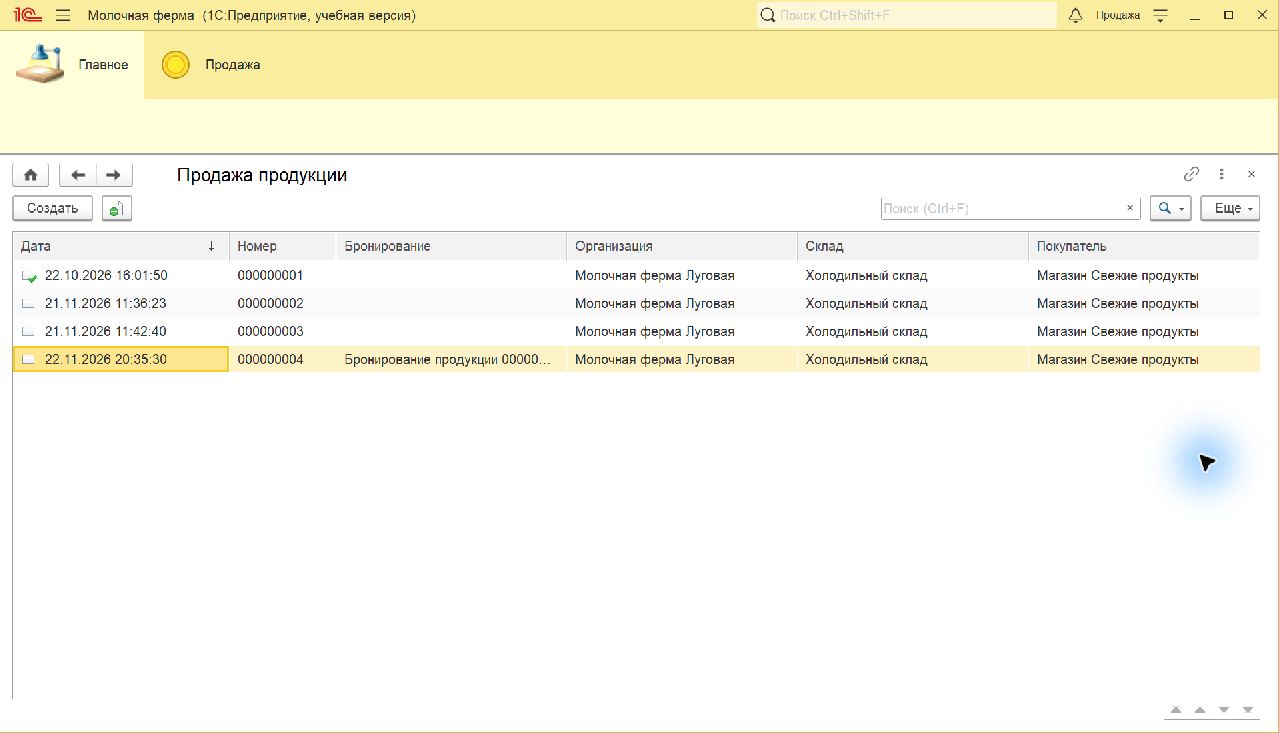 1С Молочная ферма (1С:Предприятие, учебная версия) Поиск Ctrl+Shift+F Продажа
Главное Продажа
Продажа продукции
Создать Поиск (Ctrl+F) × Еще
Дата ↓ Номер Бронирование Организация Склад Покупатель
22.10.2026 16:01:50 000000001 Молочная ферма Луговая Холодильный склад Магазин Свежие продукты
21.11.2026 11:36:23 000000002 Молочная ферма Луговая Холодильный склад Магазин Свежие продукты
21.11.2026 11:42:40 000000003 Молочная ферма Луговая Холодильный склад Магазин Свежие продукты
22.11.2026 20:35:30 000000004 Бронирование продукции 00000... Молочная ферма Луговая Холодильный склад Магазин Свежие продукты